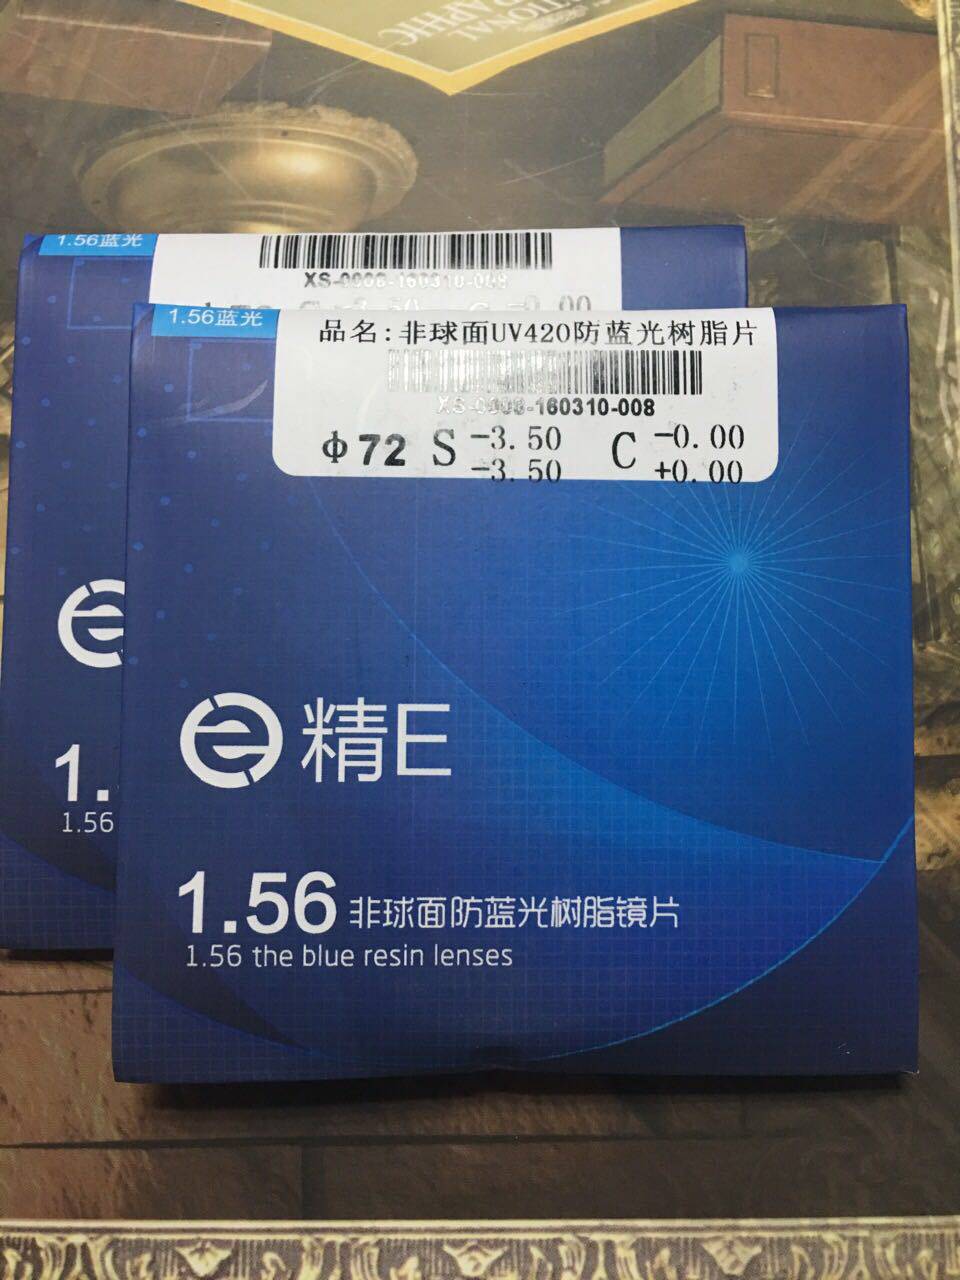 NATIONAL
1.56蓝光
XS-0008-160310-008
1.56蓝光
品名:非球面UV420防蓝光树脂片
XS-0008-160310-008
Φ72 S -3.50 C -0.00
-3.50 +0.00
精E
1.
1.56
1.56 非球面防蓝光树脂镜片
1.56 the blue resin lenses